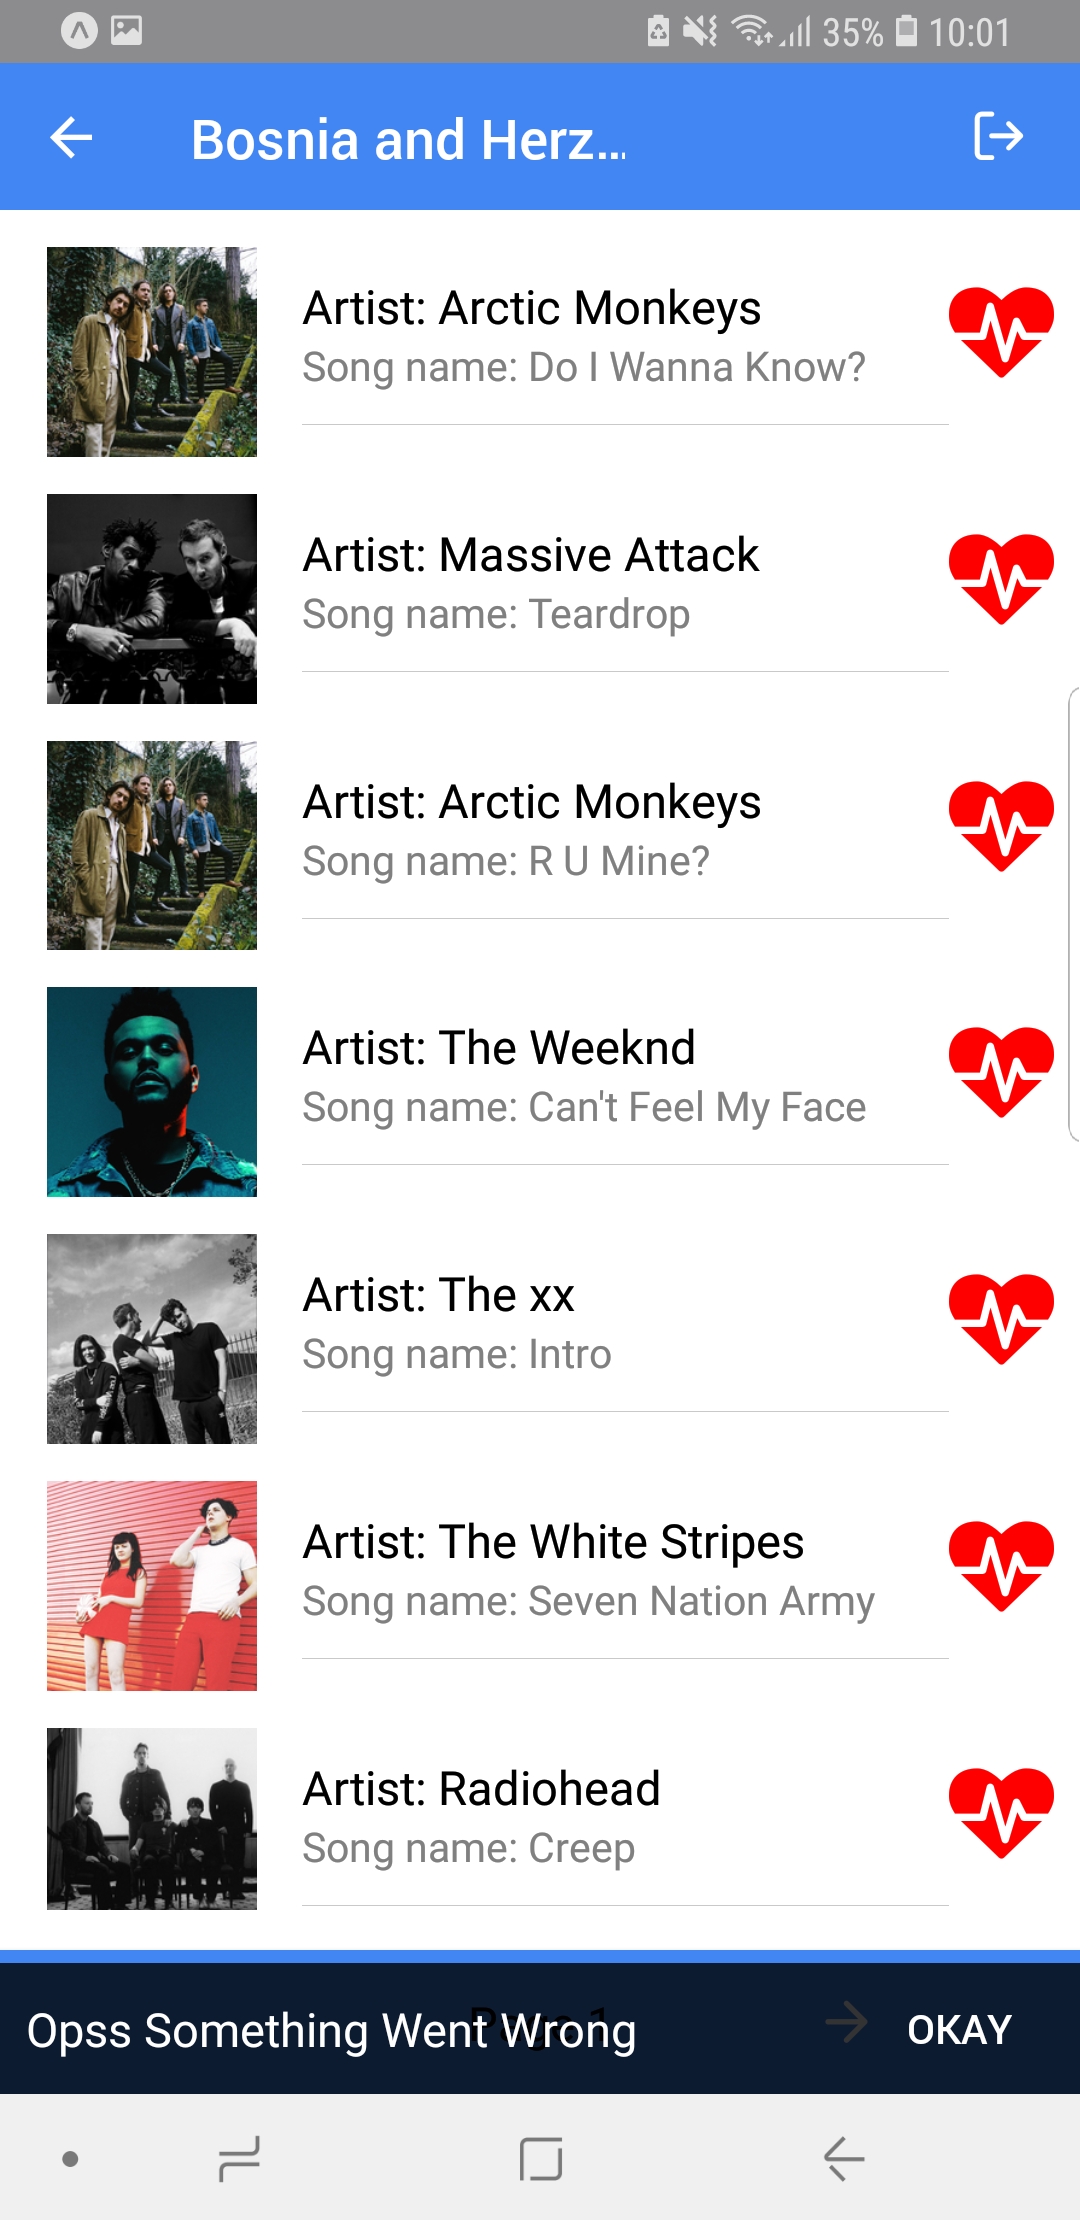 35% 10:01
Bosnia and Herz...
Artist: Arctic Monkeys
Song name: Do I Wanna Know?
Artist: Massive Attack
Song name: Teardrop
Artist: Arctic Monkeys
Song name: R U Mine?
Artist: The Weeknd
Song name: Can't Feel My Face
Artist: The xx
Song name: Intro
Artist: The White Stripes
Song name: Seven Nation Army
Artist: Radiohead
Song name: Creep
Page 1
Opss Something Went Wrong OKAY